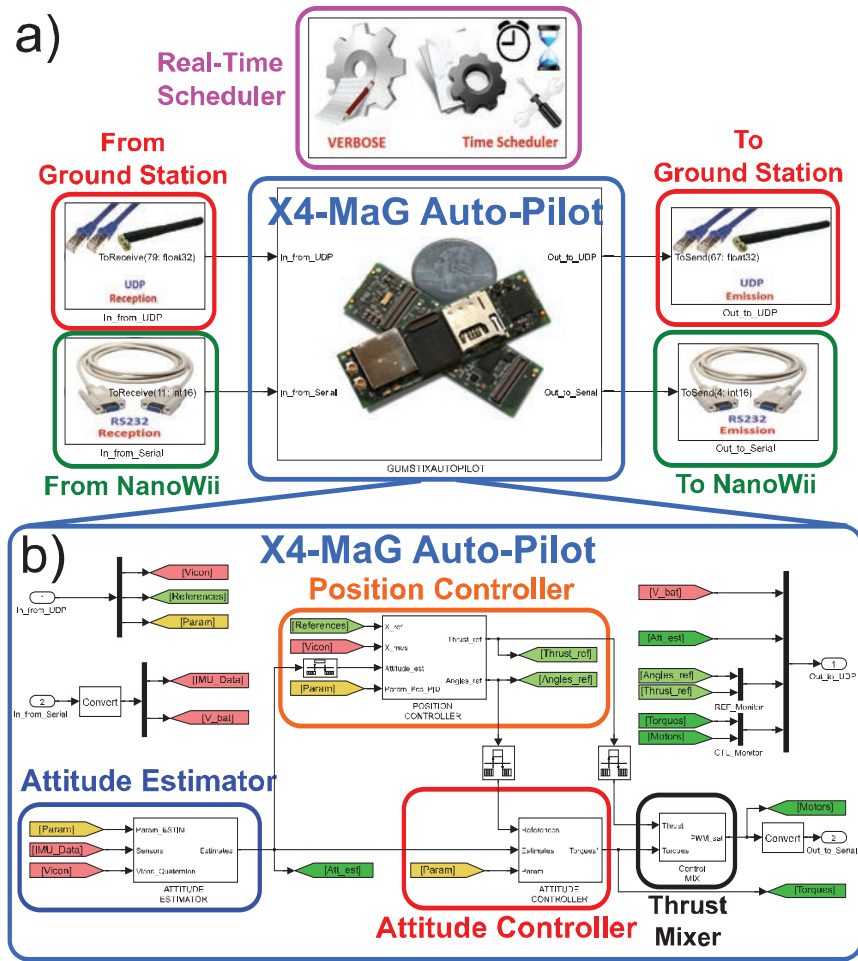 a)
Real-Time
Scheduler
VERBOSE
Time Scheduler
From
Ground Station
To
Ground Station
X4-MaG Auto-Pilot
ToReceive(79: float32)
UDP
Reception
In_from_UDP
In_from_UDP
Out_to_UDP
ToSend(67: float32)
UDP
Emission
Out_to_UDP
ToReceive(11: int16)
RS232
Reception
In_from_Serial
In_from_Serial
Out_to_Serial
ToSend(4: int16)
RS232
Emission
Out_to_Serial
GUMSTIXAUTOPILOT
From NanoWii
To NanoWii
b)
X4-MaG Auto-Pilot
1
In_from_UDP
[Vicon]
[References]
[Param]
2
In_from_Serial
Convert
[IMU_Data]
[V_bat]
Position Controller
[References]
[Vicon]
[Param]
X_ref
X_mes
Attitude_est
Param_Pos_PID
Thrust_ref
Angles_ref
POSITION
CONTROLLER
[Thrust_ref]
[Angles_ref]
[V_bat]
[Att_est]
[Angles_ref]
[Thrust_ref]
REF_Monitor
[Torques]
[Motors]
CTL_Monitor
1
Out_to_UDP
Attitude Estimator
[Param]
[IMU_Data]
[Vicon]
Param_ESTIM
Sensors
Vicon_Quaternion
Estimates
ATTITUDE
ESTIMATOR
[Att_est]
[Param]
References
Estimates
Param
Torques*
ATTITUDE
CONTROLLER
Attitude Controller
Thrust
Torques
PWM_sat
Control
MIX
Thrust
Mixer
[Motors]
Convert
2
Out_to_Serial
[Torques]